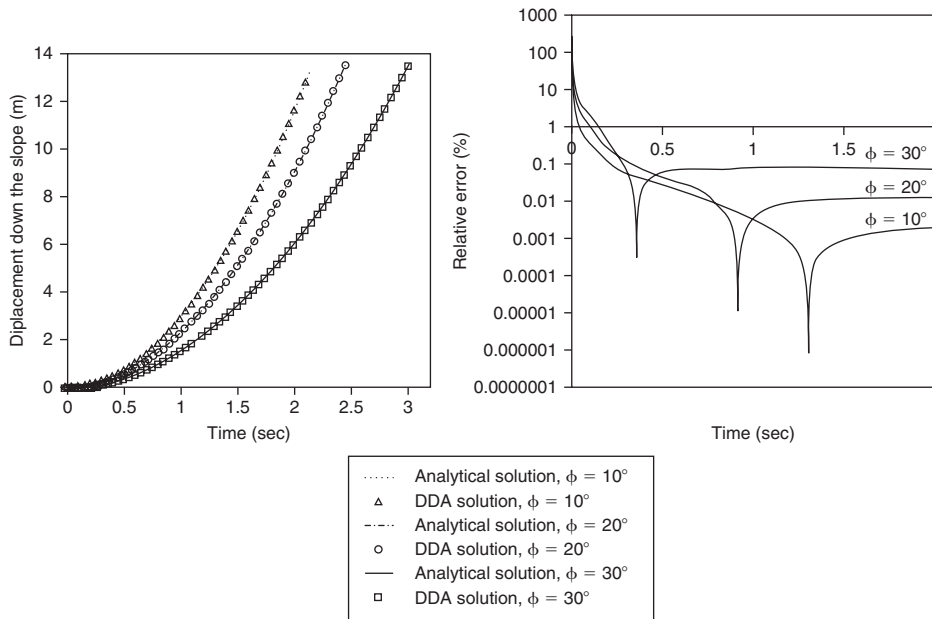 14
12
10
8
6
4
2
0
Diplacement down the slope (m)
0 0.5 1 1.5 2 2.5 3
Time (sec)
1000
100
10
1
0.1
0.01
0.001
0.0001
0.00001
0.000001
0.0000001
Relative error (%)
0 0.5 1 1.5
ϕ = 30°
ϕ = 20°
ϕ = 10°
Time (sec)
Analytical solution, ϕ = 10°
DDA solution, ϕ = 10°
Analytical solution, ϕ = 20°
DDA solution, ϕ = 20°
Analytical solution, ϕ = 30°
DDA solution, ϕ = 30°